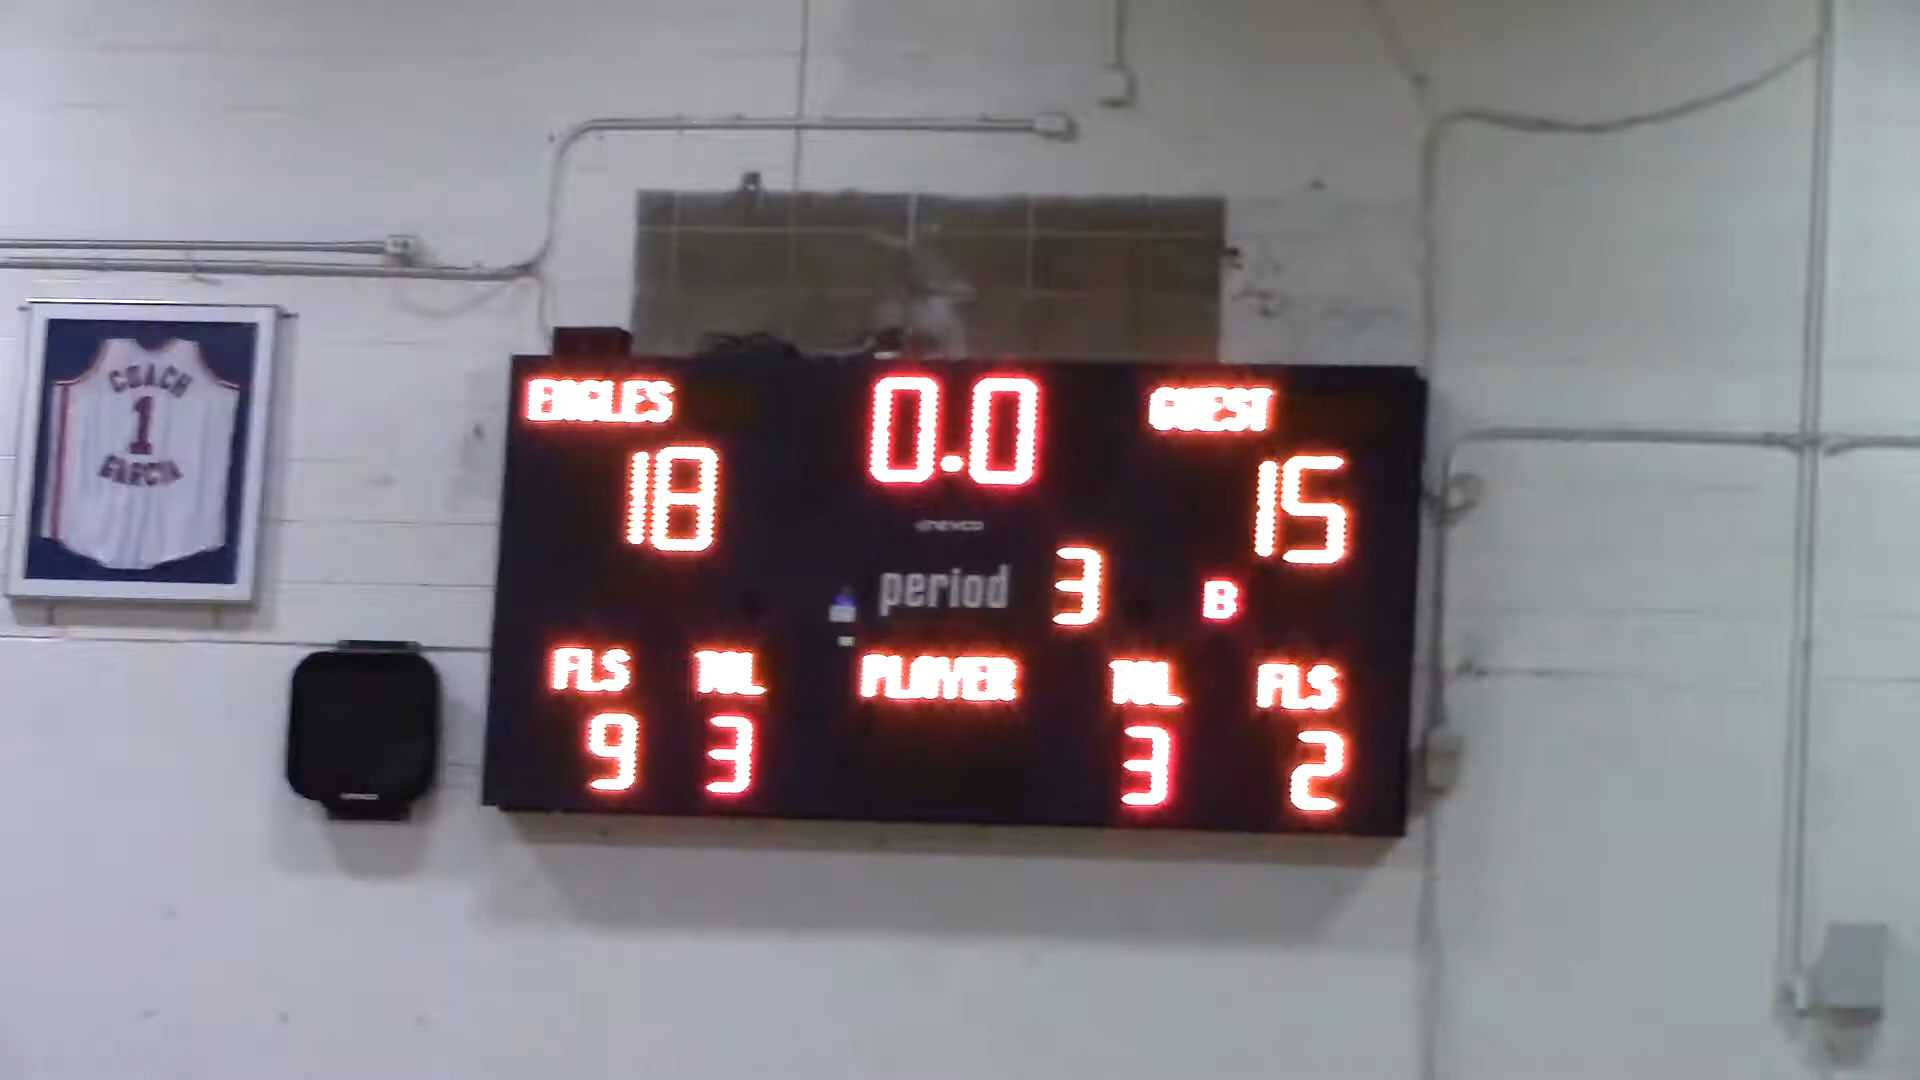 COACH
1
GARCIA
EAGLES 0.0 GUEST
18 15
NEVCO
period 3 B
FLS TOL PLAYER TOL FLS
9 3 3 2